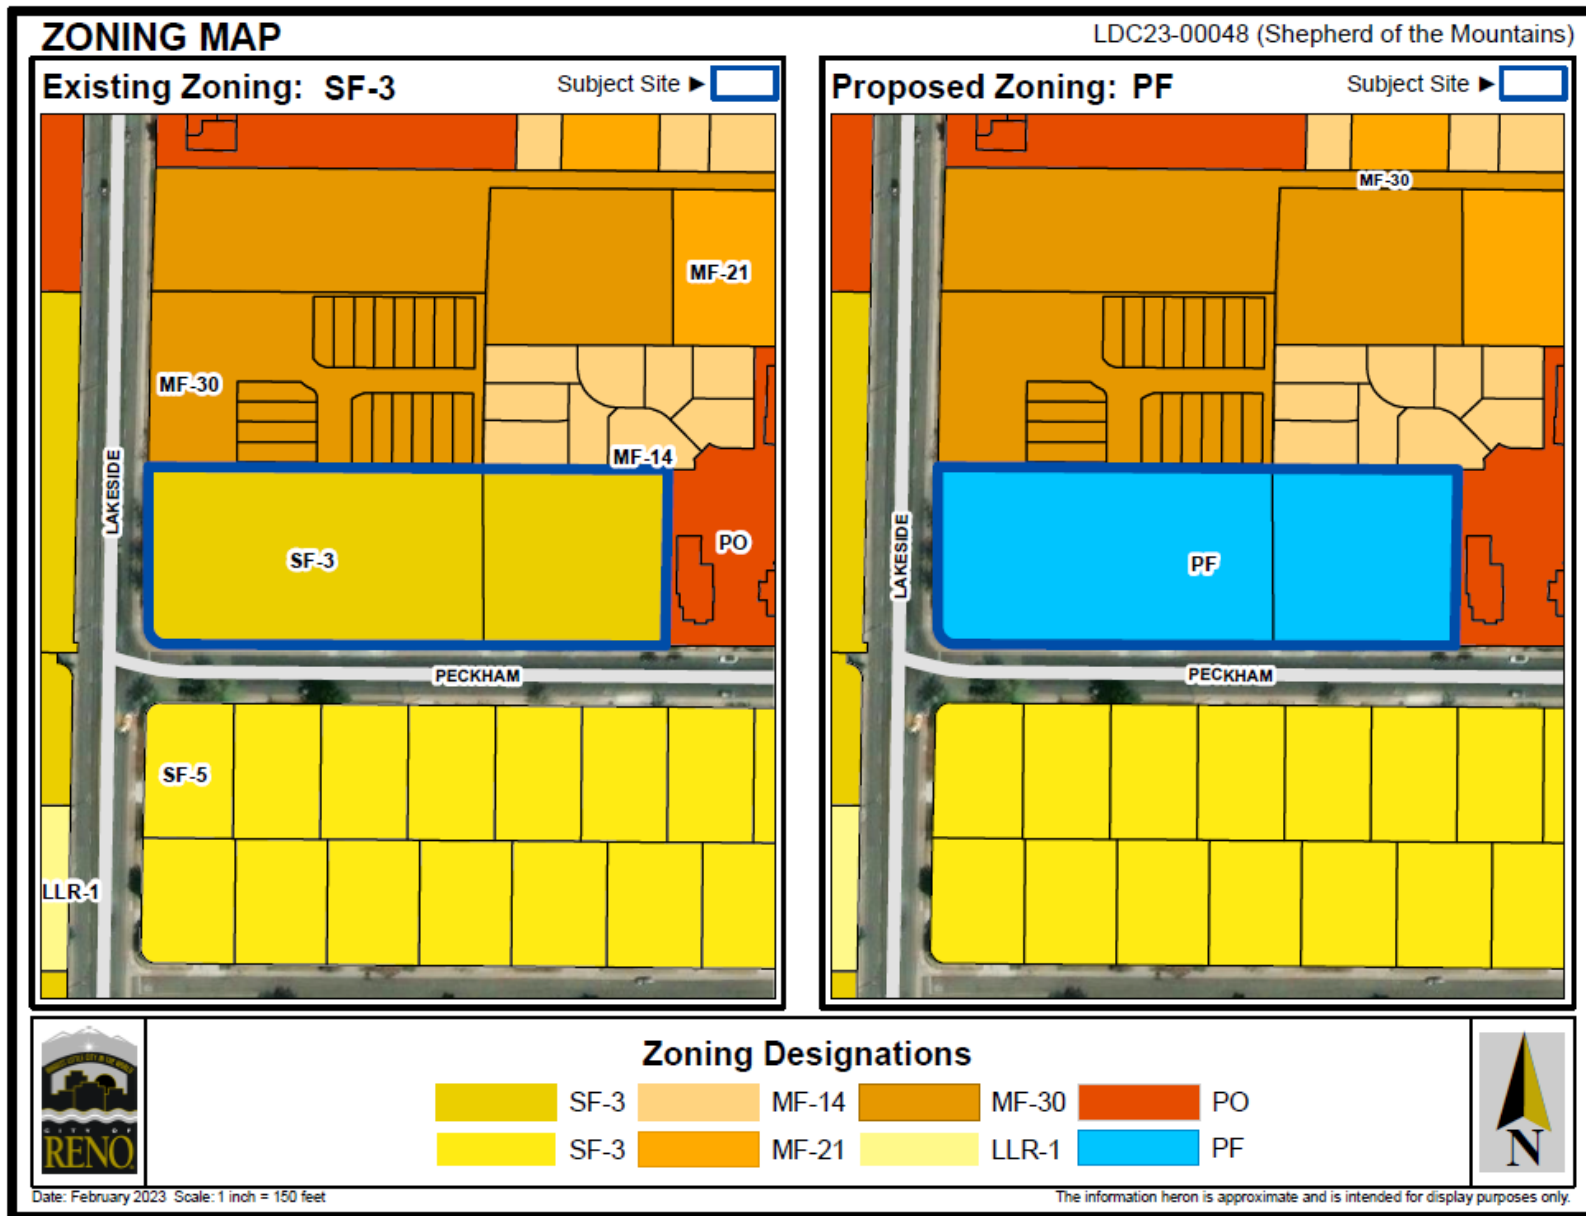 ZONING MAP
LDC23-00048 (Shepherd of the Mountains)
Existing Zoning: SF-3
Subject Site ►
MF-21
MF-30
LAKESIDE
MF-14
SF-3
PO
PECKHAM
SF-5
LLR-1
Proposed Zoning: PF
Subject Site ►
MF-30
LAKESIDE
PF
PECKHAM
Zoning Designations
SF-3 MF-14 MF-30 PO
SF-3 MF-21 LLR-1 PF
CITY OF
RENO
N
Date: February 2023 Scale: 1 inch = 150 feet
The information heron is approximate and is intended for display purposes only.